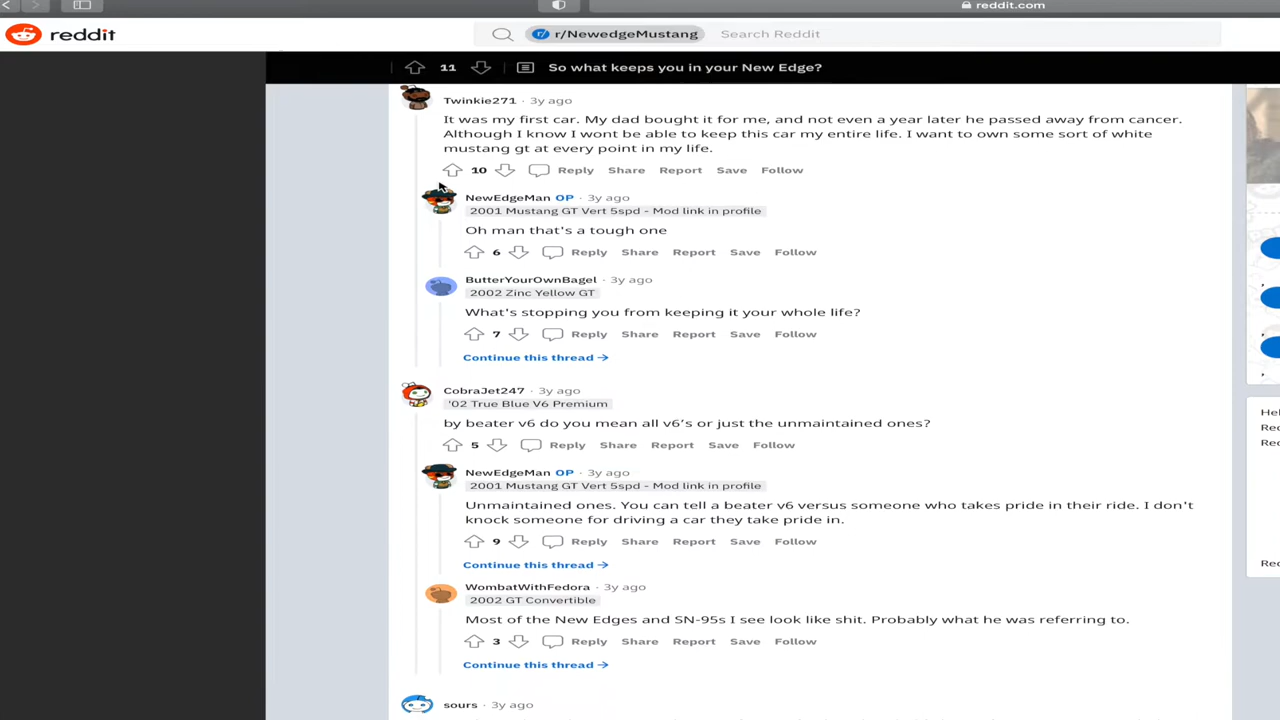 reddit.com
reddit
r/NewedgeMustang Search Reddit
11 So what keeps you in your New Edge?
Twinkie271 · 3y ago
It was my first car. My dad bought it for me, and not even a year later he passed away from cancer.
Although I know I wont be able to keep this car my entire life. I want to own some sort of white
mustang gt at every point in my life.
10 Reply Share Report Save Follow
NewEdgeMan OP · 3y ago
2001 Mustang GT Vert 5spd - Mod link in profile
Oh man that's a tough one
6 Reply Share Report Save Follow
ButterYourOwnBagel · 3y ago
2002 Zinc Yellow GT
What's stopping you from keeping it your whole life?
7 Reply Share Report Save Follow
Continue this thread →
CobraJet247 · 3y ago
'02 True Blue V6 Premium
by beater v6 do you mean all v6's or just the unmaintained ones?
5 Reply Share Report Save Follow
NewEdgeMan OP · 3y ago
2001 Mustang GT Vert 5spd - Mod link in profile
Unmaintained ones. You can tell a beater v6 versus someone who takes pride in their ride. I don't
knock someone for driving a car they take pride in.
9 Reply Share Report Save Follow
Continue this thread →
WombatWithFedora · 3y ago
2002 GT Convertible
Most of the New Edges and SN-95s I see look like shit. Probably what he was referring to.
3 Reply Share Report Save Follow
Continue this thread →
sours · 3y ago